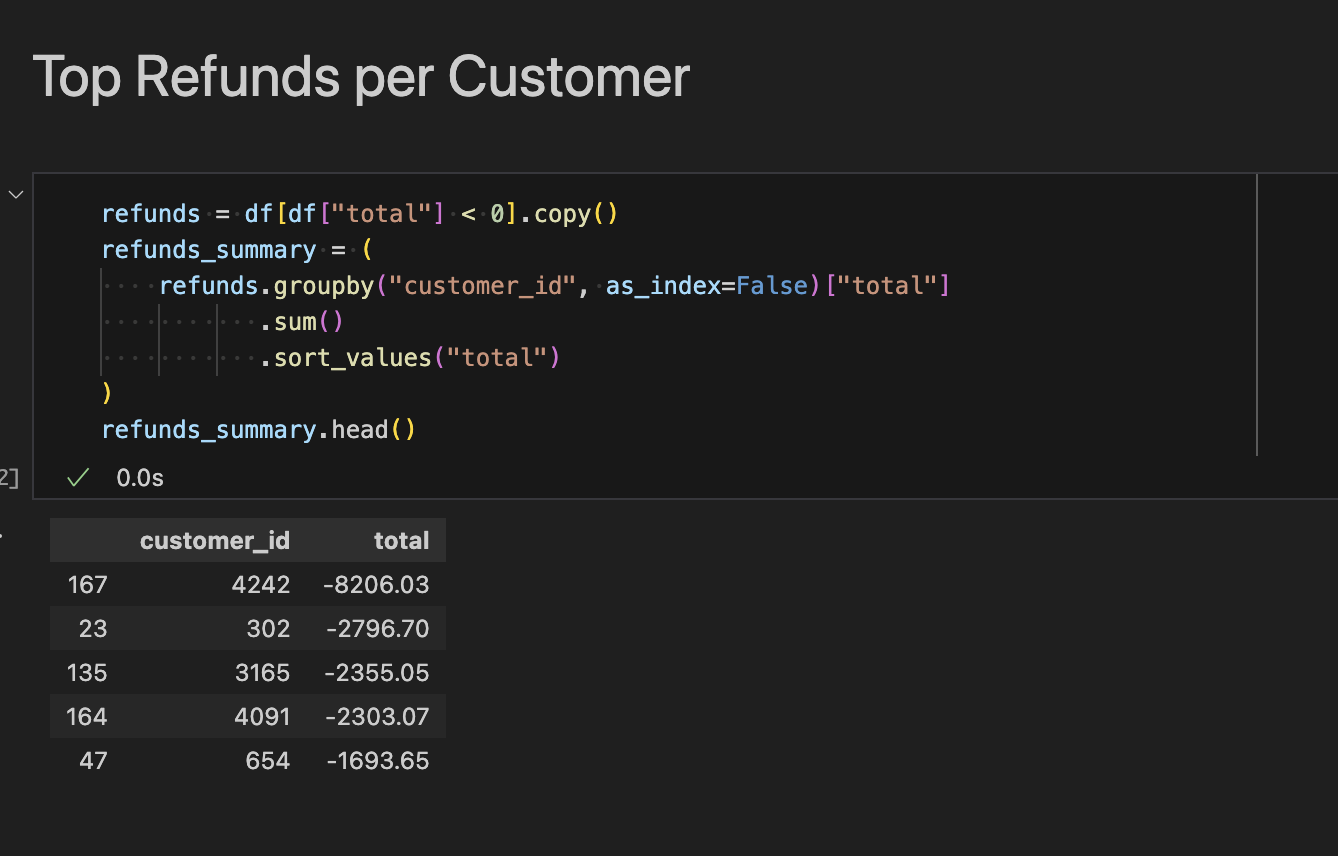 Top Refunds per Customer
refunds = df[df["total"] < 0].copy()
refunds_summary = (
    refunds.groupby("customer_id", as_index=False)["total"]
           .sum()
           .sort_values("total")
)
refunds_summary.head()
2]
0.0s
customer_id total
167 4242 -8206.03
23 302 -2796.70
135 3165 -2355.05
164 4091 -2303.07
47 654 -1693.65